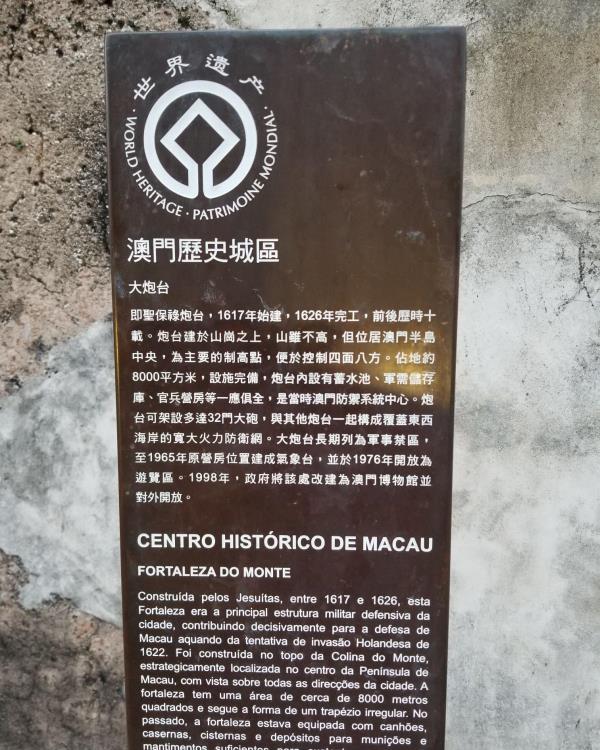 世界遗产
· WORLD HERITAGE · PATRIMOINE MONDIAL ·
澳門歷史城區
大炮台
即聖保祿炮台，1617年始建，1626年完工，前後歷時十
載。炮台建於山崗之上，山雖不高，但位居澳門半島
中央，為主要的制高點，便於控制四面八方。佔地約
8000平方米，設施完備，炮台內設有蓄水池、軍需儲存
庫、官兵營房等一應俱全，是當時澳門防禦系統中心。炮
台可架設多達32門大砲，與其他炮台一起構成覆蓋東西
海岸的寬大火力防衛網。大炮台長期列為軍事禁區，
至1965年原營房位置建成氣象台，並於1976年開放為
遊覽區。1998年，政府將該處改建為澳門博物館並
對外開放。
CENTRO HISTÓRICO DE MACAU
FORTALEZA DO MONTE
Construída pelos Jesuítas, entre 1617 e 1626, esta
Fortaleza era a principal estrutura militar defensiva da
cidade, contribuindo decisivamente para a defesa de
Macau aquando da tentativa de invasão Holandesa de
1622. Foi construída no topo da Colina do Monte,
estrategicamente localizada no centro da Península de
Macau, com vista sobre todas as direcções da cidade. A
fortaleza tem uma área de cerca de 8000 metros
quadrados e segue a forma de um trapézio irregular. No
passado, a fortaleza estava equipada com canhões,
casernas, cisternas e depósitos para munições e
mantimentos suficientes para